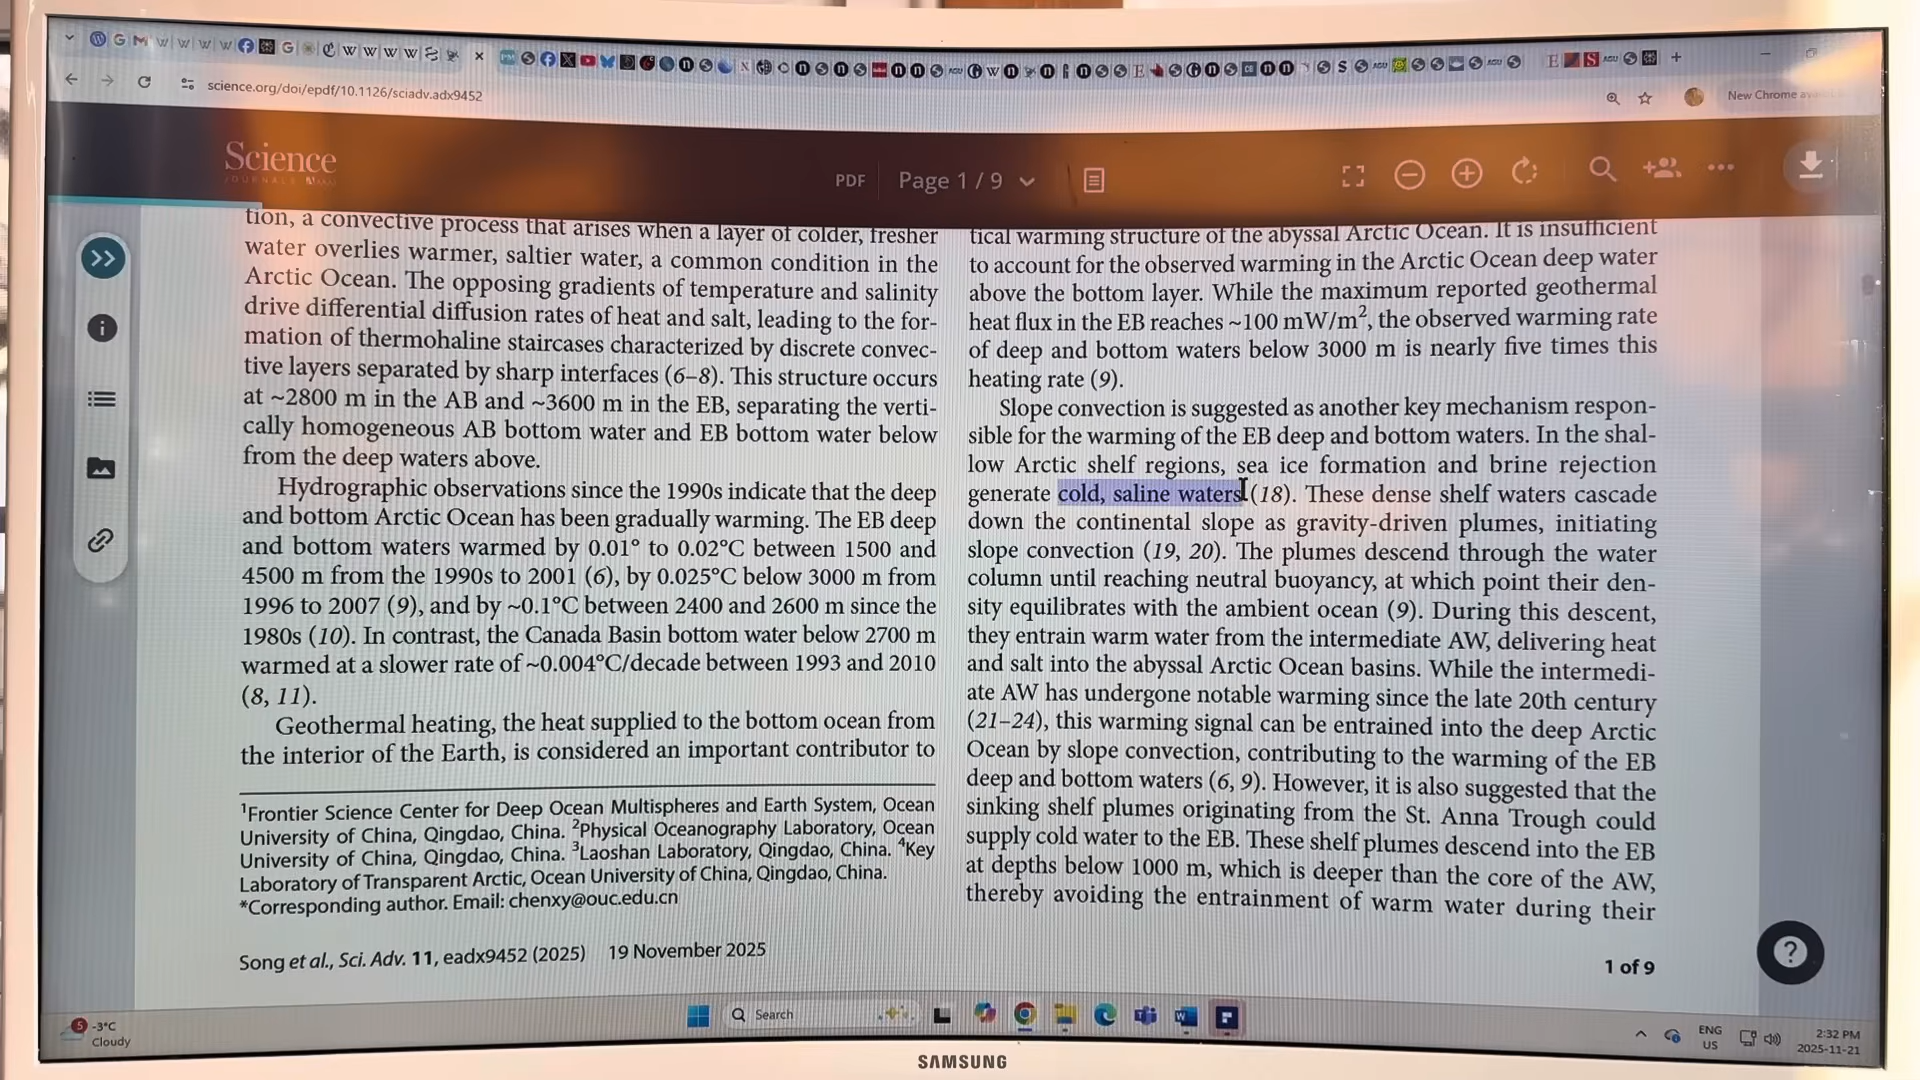 science.org/doi/epdf/10.1126/sciadv.adx9452
New Chrome
Science
PDF
Page 1 / 9
tion, a convective process that arises when a layer of colder, fresher
water overlies warmer, saltier water, a common condition in the
Arctic Ocean. The opposing gradients of temperature and salinity
drive differential diffusion rates of heat and salt, leading to the for-
mation of thermohaline staircases characterized by discrete convec-
tive layers separated by sharp interfaces (6–8). This structure occurs
at ~2800 m in the AB and ~3600 m in the EB, separating the verti-
cally homogeneous AB bottom water and EB bottom water below
from the deep waters above.
Hydrographic observations since the 1990s indicate that the deep
and bottom Arctic Ocean has been gradually warming. The EB deep
and bottom waters warmed by 0.01° to 0.02°C between 1500 and
4500 m from the 1990s to 2001 (6), by 0.025°C below 3000 m from
1996 to 2007 (9), and by ~0.1°C between 2400 and 2600 m since the
1980s (10). In contrast, the Canada Basin bottom water below 2700 m
warmed at a slower rate of ~0.004°C/decade between 1993 and 2010
(8, 11).
Geothermal heating, the heat supplied to the bottom ocean from
the interior of the Earth, is considered an important contributor to
1Frontier Science Center for Deep Ocean Multispheres and Earth System, Ocean
University of China, Qingdao, China. 2Physical Oceanography Laboratory, Ocean
University of China, Qingdao, China. 3Laoshan Laboratory, Qingdao, China. 4Key
Laboratory of Transparent Arctic, Ocean University of China, Qingdao, China.
*Corresponding author. Email: chenxy@ouc.edu.cn
tical warming structure of the abyssal Arctic Ocean. It is insufficient
to account for the observed warming in the Arctic Ocean deep water
above the bottom layer. While the maximum reported geothermal
heat flux in the EB reaches ~100 mW/m2, the observed warming rate
of deep and bottom waters below 3000 m is nearly five times this
heating rate (9).
Slope convection is suggested as another key mechanism respon-
sible for the warming of the EB deep and bottom waters. In the shal-
low Arctic shelf regions, sea ice formation and brine rejection
generate cold, saline waters (18). These dense shelf waters cascade
down the continental slope as gravity-driven plumes, initiating
slope convection (19, 20). The plumes descend through the water
column until reaching neutral buoyancy, at which point their den-
sity equilibrates with the ambient ocean (9). During this descent,
they entrain warm water from the intermediate AW, delivering heat
and salt into the abyssal Arctic Ocean basins. While the intermedi-
ate AW has undergone notable warming since the late 20th century
(21–24), this warming signal can be entrained into the deep Arctic
Ocean by slope convection, contributing to the warming of the EB
deep and bottom waters (6, 9). However, it is also suggested that the
sinking shelf plumes originating from the St. Anna Trough could
supply cold water to the EB. These shelf plumes descend into the EB
at depths below 1000 m, which is deeper than the core of the AW,
thereby avoiding the entrainment of warm water during their
Song et al., Sci. Adv. 11, eadx9452 (2025) 19 November 2025
1 of 9
5
-3°C
Cloudy
Search
ENG
US
2:32 PM
2025-11-21
SAMSUNG